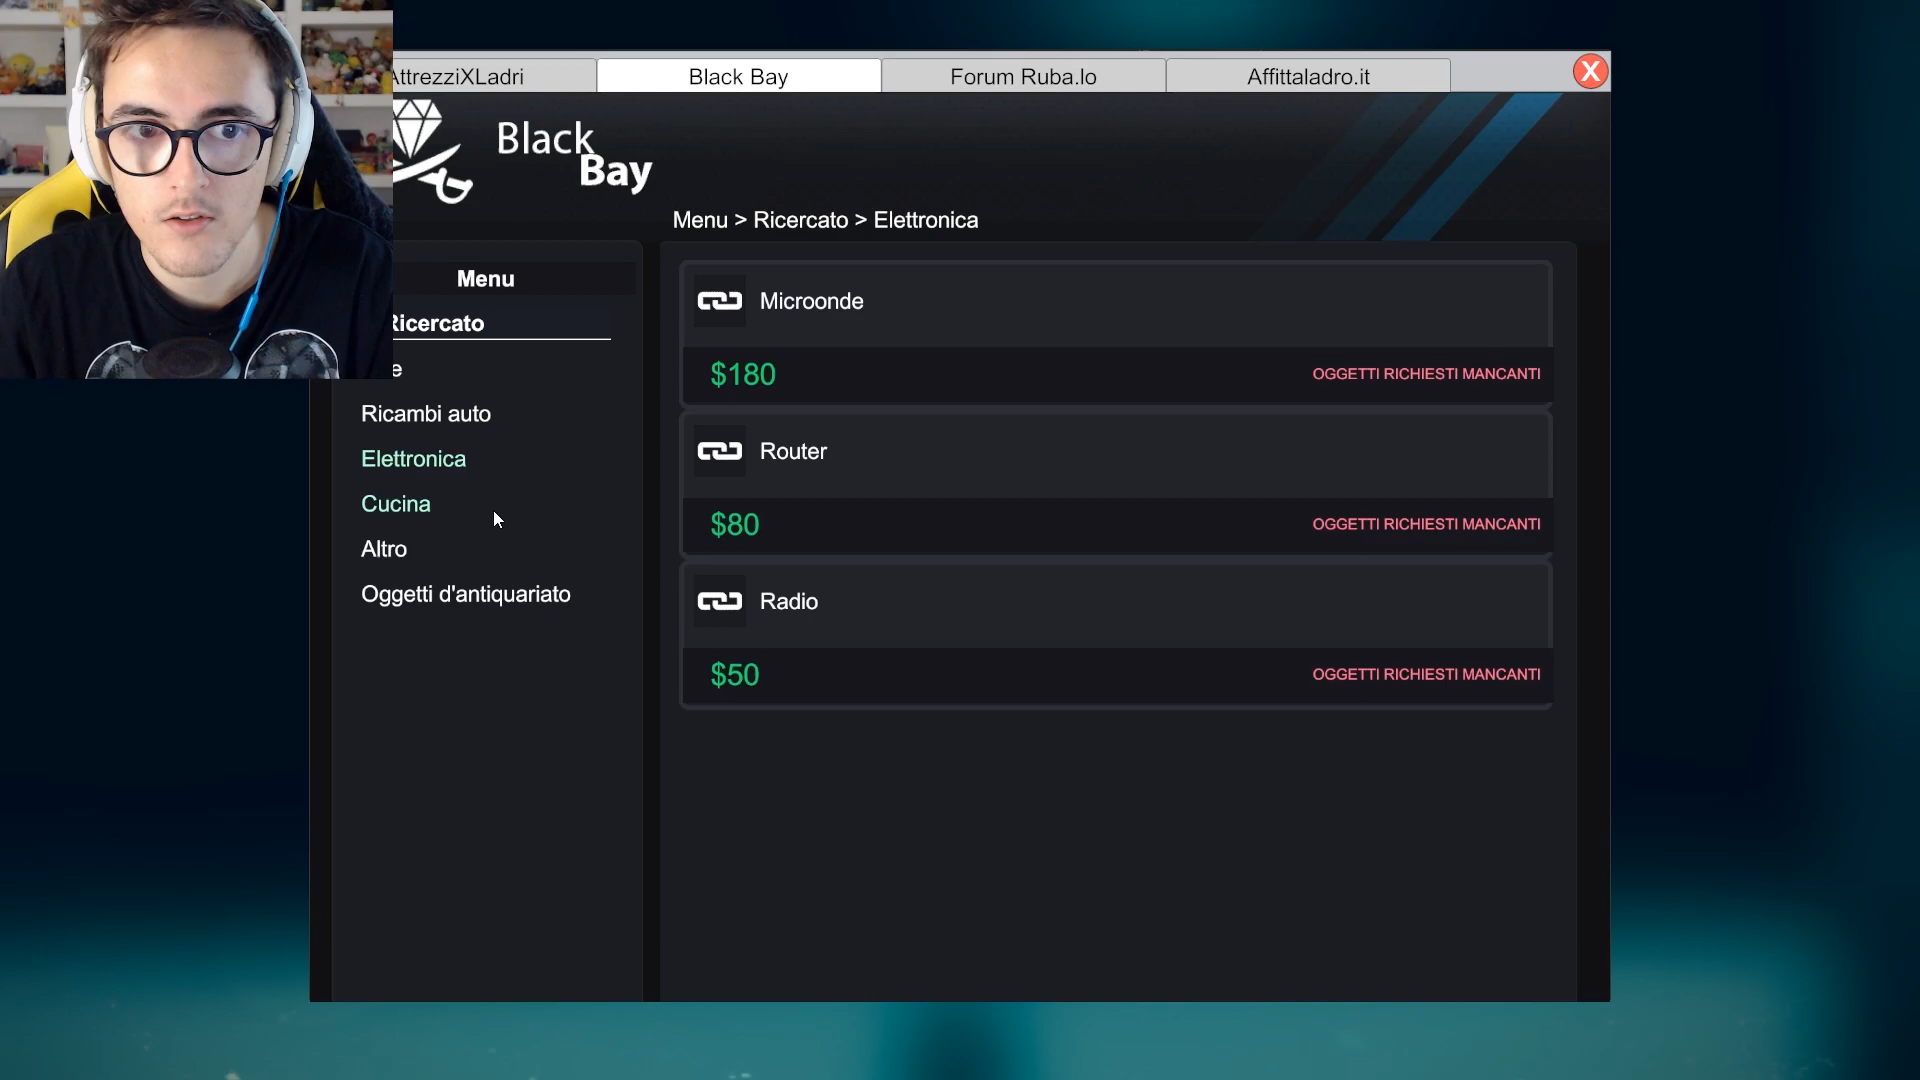 AttrezziXLadri
Black Bay
Forum Ruba.lo
Affittaladro.it
X
Black
Bay
Menu > Ricercato > Elettronica
Menu
Ricercato
Ricambi auto
Elettronica
Cucina
Altro
Oggetti d'antiquariato
Microonde
$180
OGGETTI RICHIESTI MANCANTI
Router
$80
OGGETTI RICHIESTI MANCANTI
Radio
$50
OGGETTI RICHIESTI MANCANTI